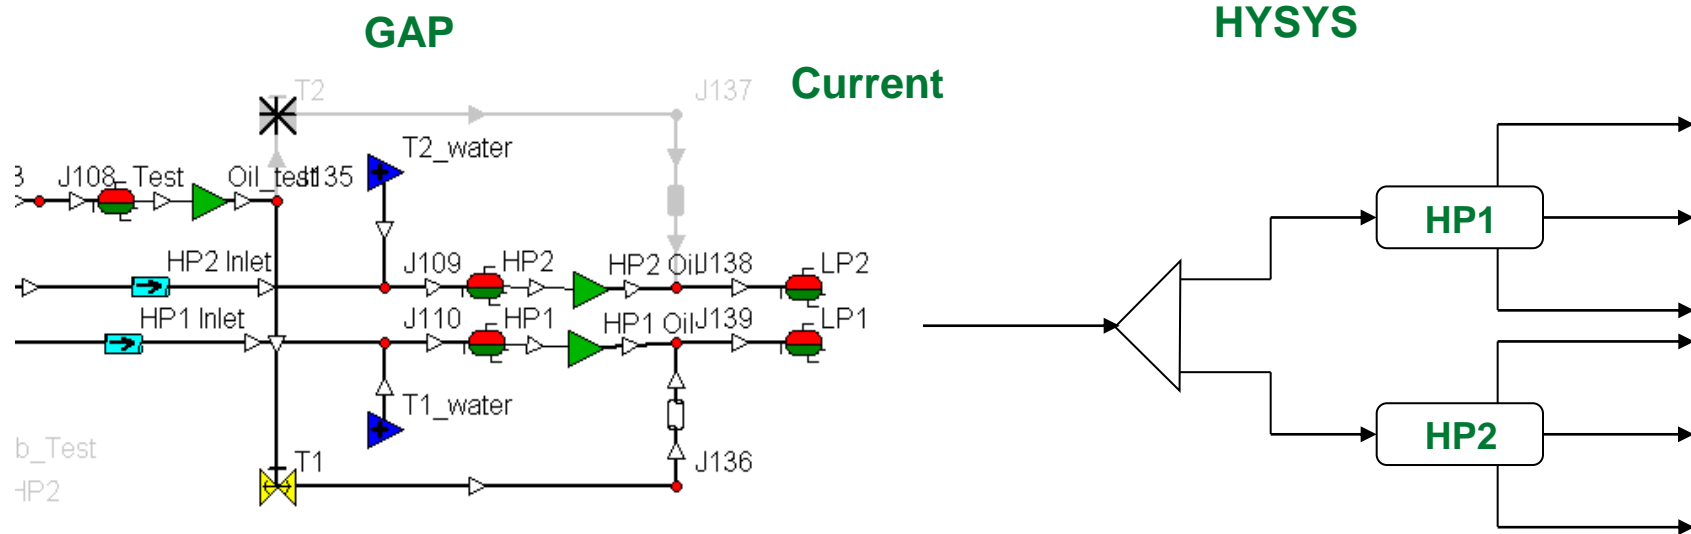 GAP
HYSYS
Current
T2
J137
T2_water
J108
Test
Oil_test
J135
HP2 Inlet
J109
HP2
HP2 Oil
J138
LP2
HP1 Inlet
J110
HP1
HP1 Oil
J139
LP1
T1_water
T1
J136
b_Test
HP2
HP1
HP2